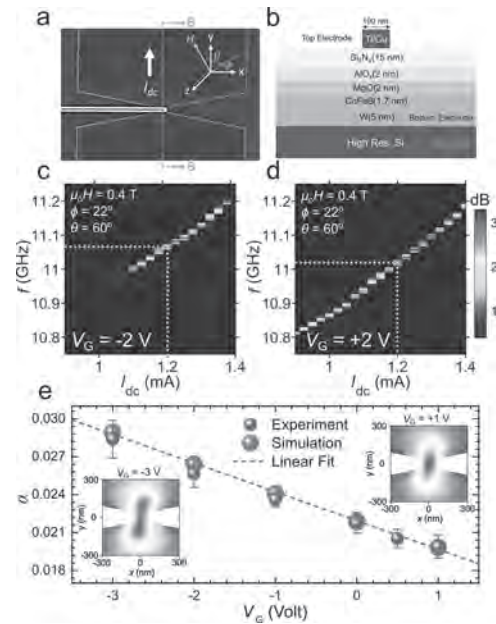 a
b
B
H
y
x
z
I_dc
B
100 nm
Top Electrode
Ti/Cu
Si₃N₄(15 nm)
AlOₓ(2 nm)
MgO(2 nm)
CoFeB(1.7 nm)
W(5 nm) Bottom Electrode
High Res. Si
c
d
μ₀H = 0.4 T
ϕ = 22°
θ = 60°
11.2
11.1
11.0
10.9
10.8
f (GHz)
V_G = -2 V
1 1.2 1.4
I_dc (mA)
μ₀H = 0.4 T
ϕ = 22°
θ = 60°
11.2
11.1
11
10.9
10.8
f (GHz)
V_G = +2 V
1 1.2 1.4
I_dc (mA)
dB
3
2
1
e
0.030
0.027
0.024
0.021
0.018
α
Experiment
Simulation
Linear Fit
V_G = -3 V
300
0
-300
y (nm)
-300 0 300
x (nm)
V_G = +1 V
300
0
-300
y (nm)
-300 0 300
x (nm)
-3 -2 -1 0 1
V_G (Volt)